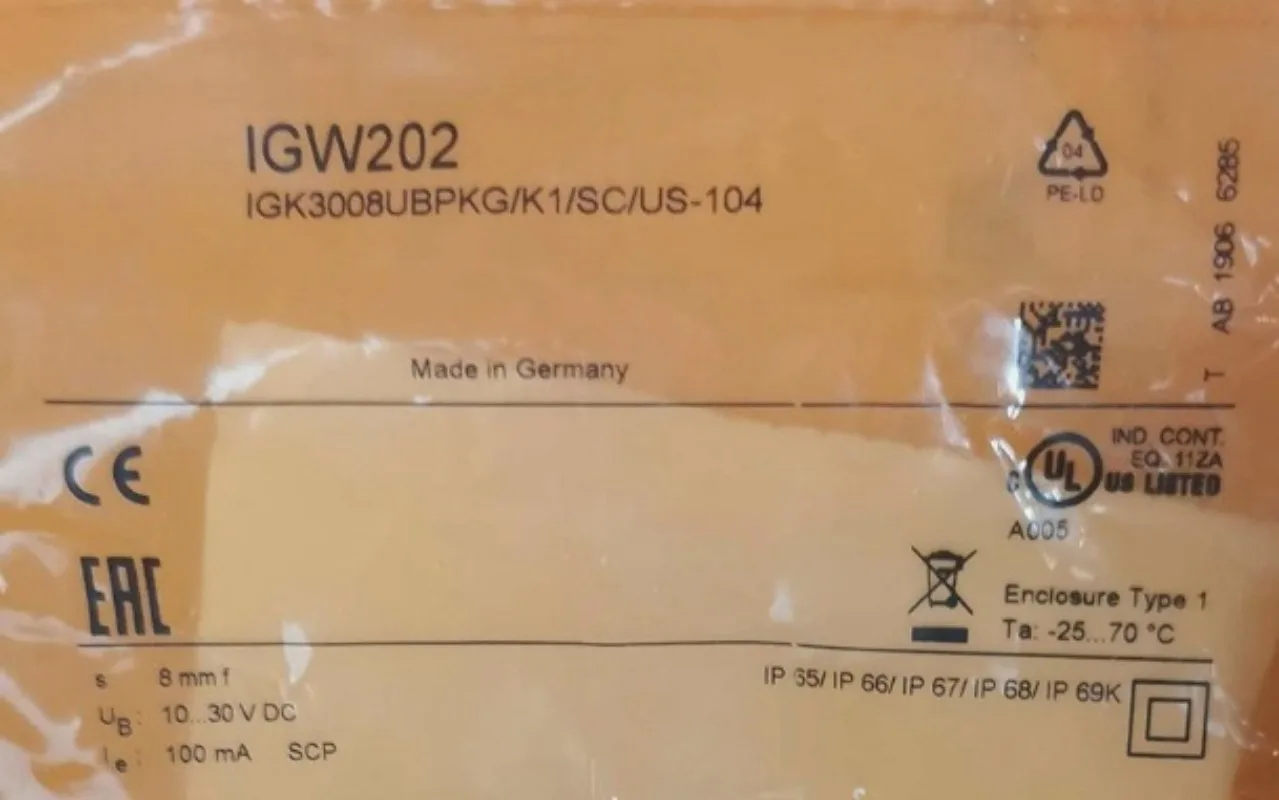 IGW202
IGK3008UBPKG/K1/SC/US-104
04
PE-LD
T AB 1906 6285
Made in Germany
CE
IND. CONT.
EQ. 11ZA
C UL US LISTED
A005
EAC
Enclosure Type 1
Ta: -25...70 °C
s 8 mm f
UB: 10...30 V DC
Ie: 100 mA SCP
IP 65/ IP 66/ IP 67/ IP 68/ IP 69K